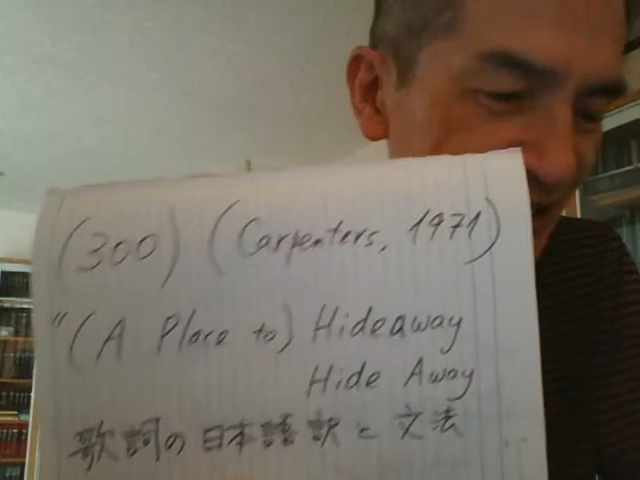 (300) (Carpenters, 1971)
"(A Place to) Hideaway
Hide Away
歌詞の日本語訳と文法